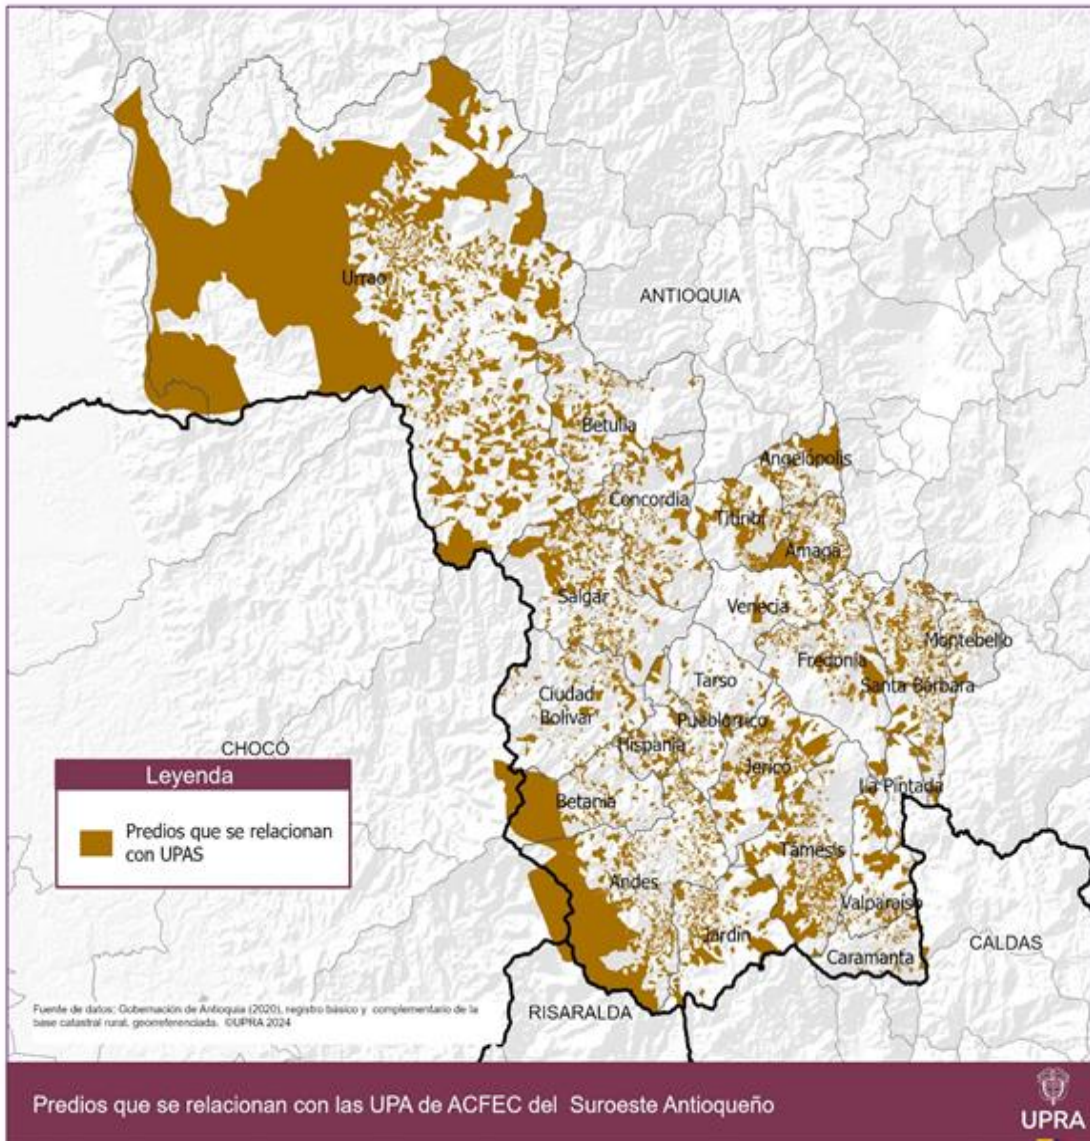 Urrao
ANTIOQUIA
Betulia
Angelópolis
Concordia
Titiribí
Amagá
Salgar
Venecia
Montebello
Fredonia
Santa Bárbara
Tarso
Ciudad
Bolívar
Pueblorrico
Hispania
CHOCÓ
Jericó
La Pintada
Betania
Támesis
Andes
Valparaiso
Jardín
CALDAS
Caramanta
RISARALDA
Leyenda
Predios que se relacionan
con UPAS
Fuente de datos: Gobernación de Antioquia (2020), registro básico y complementario de la
base catastral rural, georreferenciada. ©UPRA 2024
Predios que se relacionan con las UPA de ACFEC del Suroeste Antioqueño
UPRA